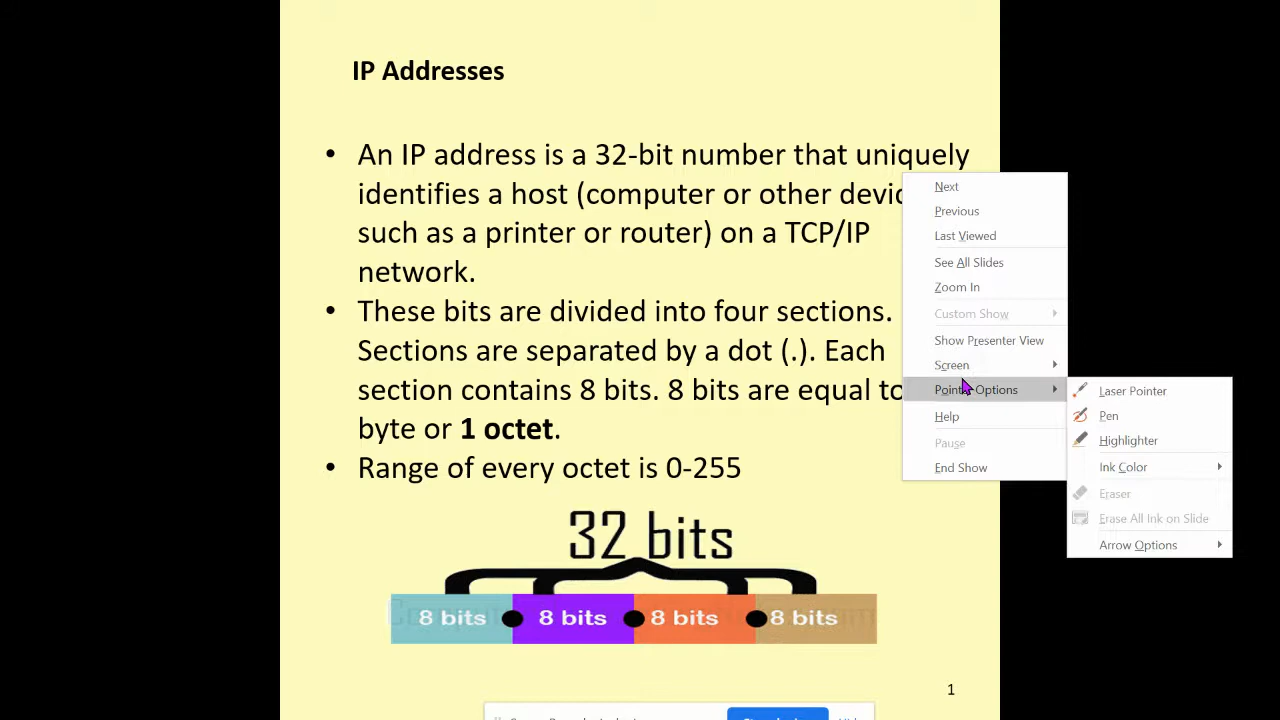 IP Addresses
• An IP address is a 32-bit number that uniquely
identifies a host (computer or other devic
such as a printer or router) on a TCP/IP
network.
• These bits are divided into four sections.
Sections are separated by a dot (.). Each
section contains 8 bits. 8 bits are equal to
byte or 1 octet.
• Range of every octet is 0-255
32 bits
8 bits 8 bits 8 bits 8 bits
1
Next
Previous
Last Viewed
See All Slides
Zoom In
Custom Show
Show Presenter View
Screen
Pointer Options
Help
Pause
End Show
Laser Pointer
Pen
Highlighter
Ink Color
Eraser
Erase All Ink on Slide
Arrow Options